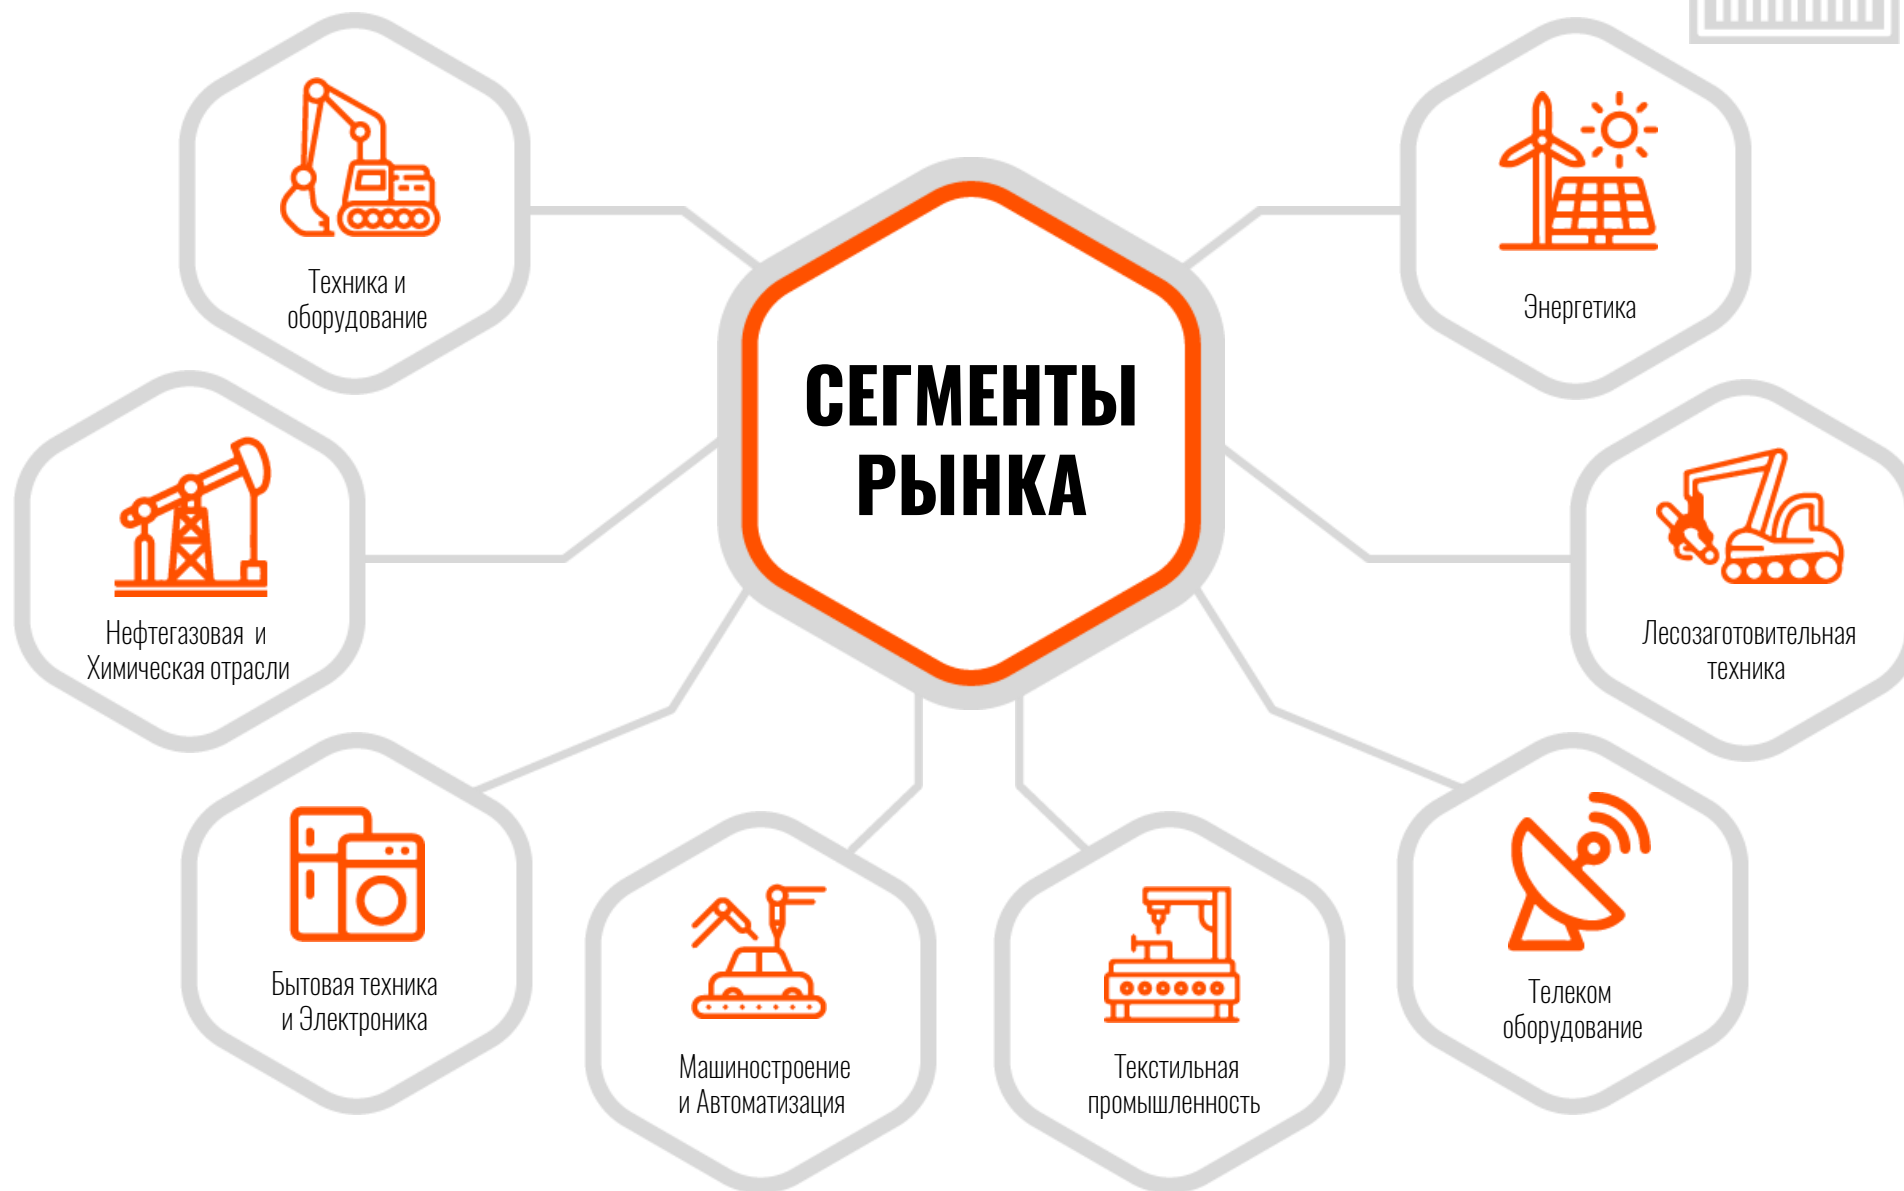 Техника и
оборудование
Энергетика
СЕГМЕНТЫ
РЫНКА
Нефтегазовая  и
Химическая отрасли
Лесозаготовительная
техника
Бытовая техника
и Электроника
Машиностроение
и Автоматизация
Текстильная
промышленность
Телеком
оборудование